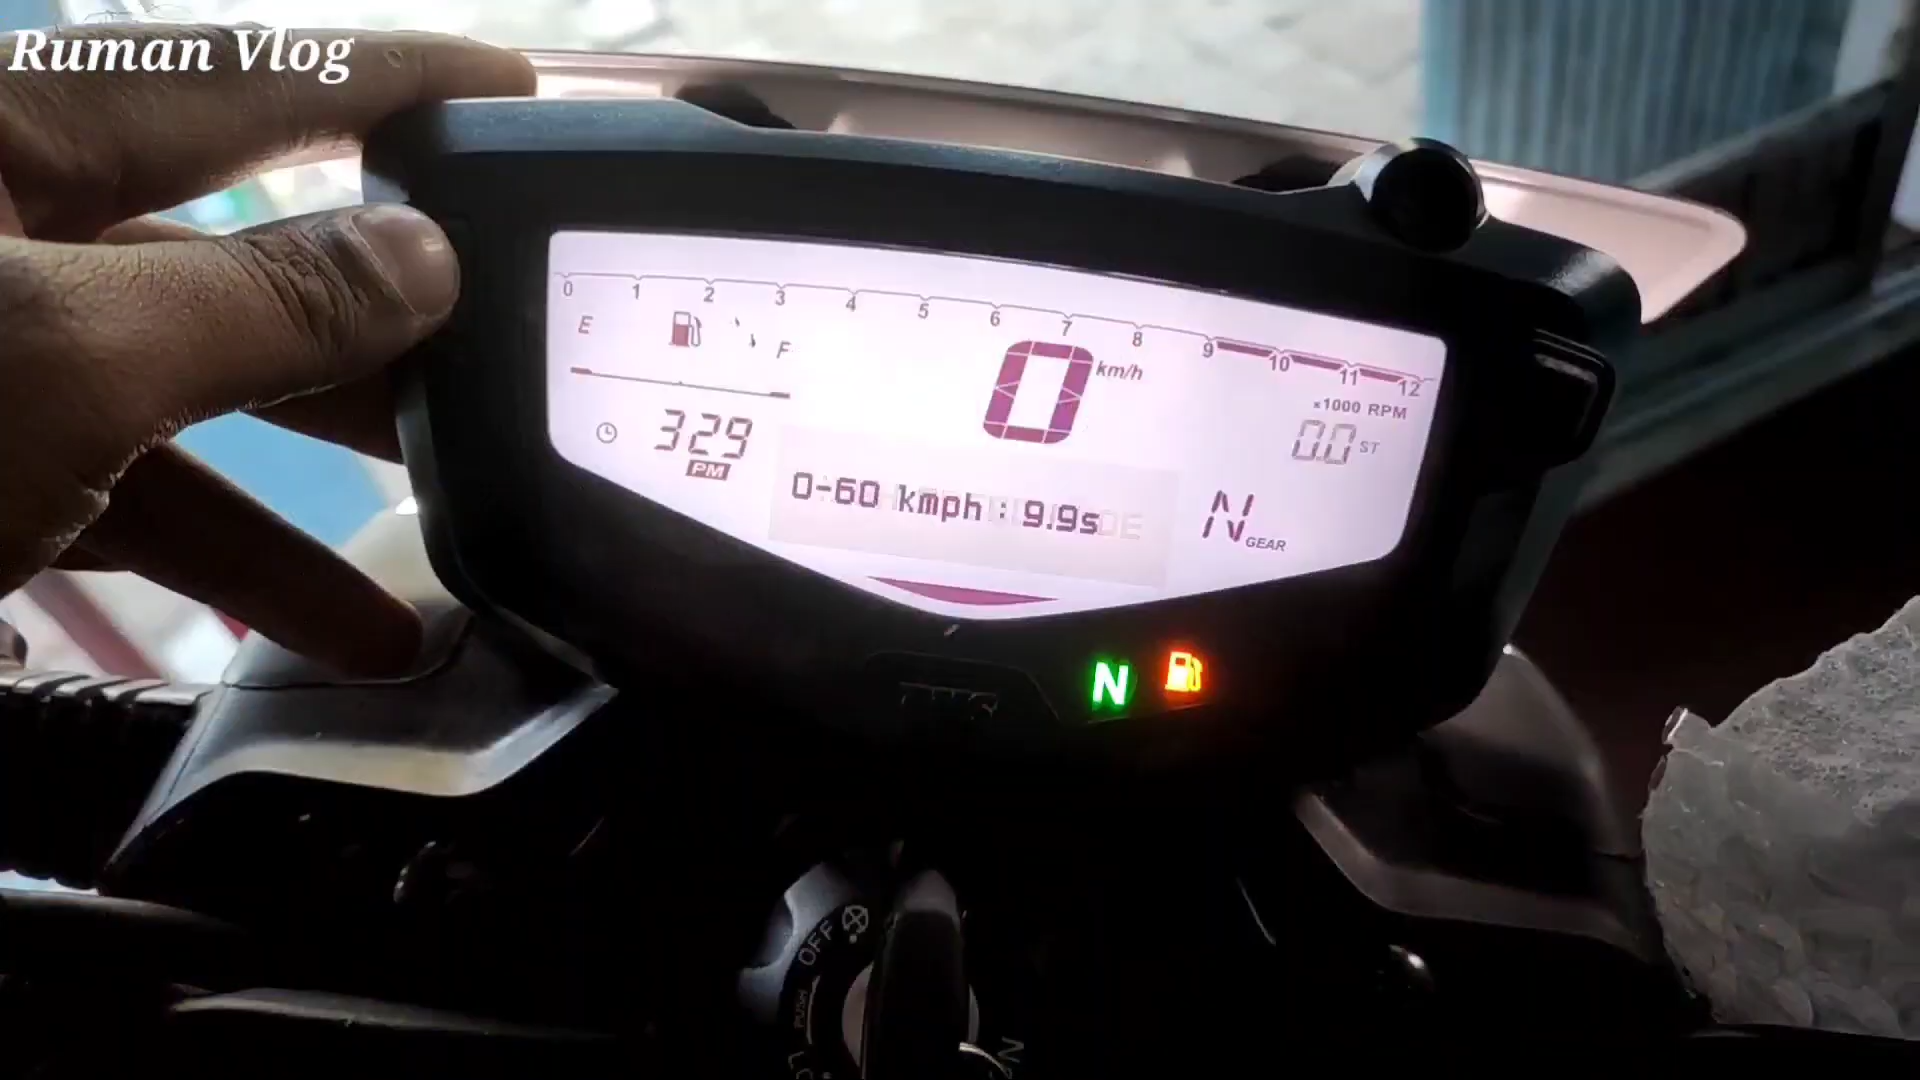 Ruman Vlog
0 1 2 3 4 5 6 7 8 9 10 11 12
x1000 RPM
E F
0 km/h
329
PM
0.0 ST
0-60 kmph : 9.9s
N GEAR
N
OFF
PUSH